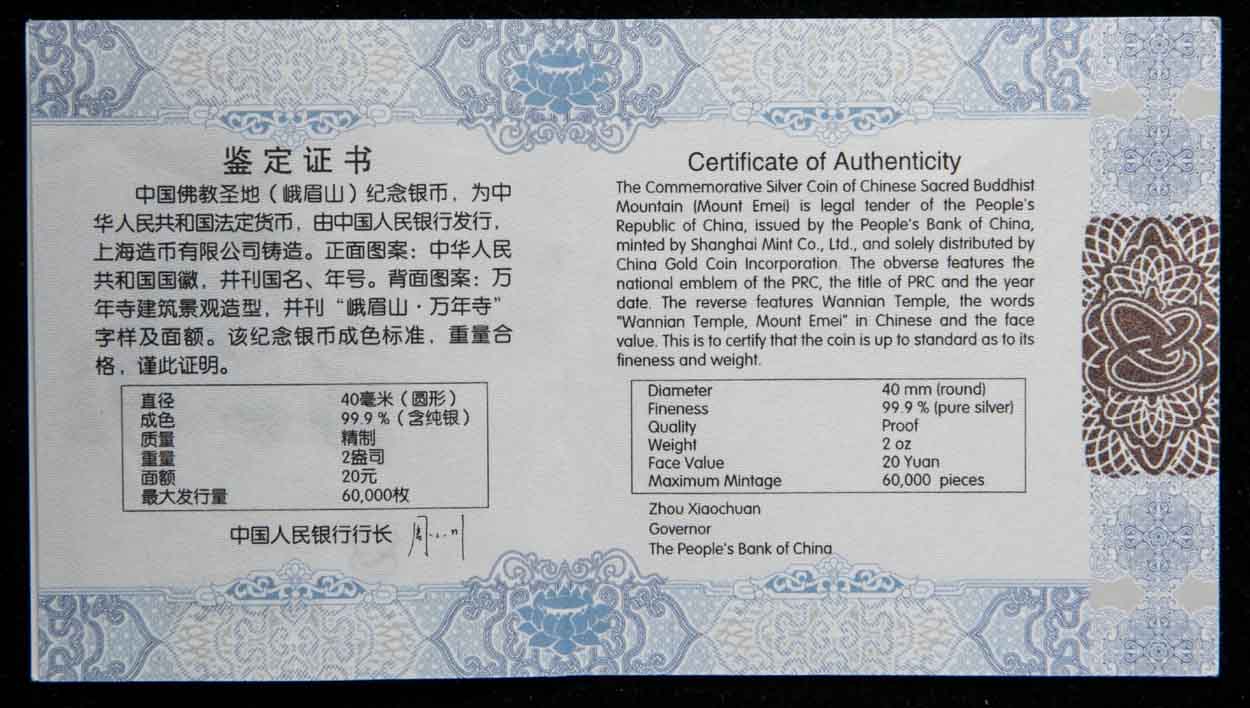 鉴定证书
中国佛教圣地（峨眉山）纪念银币，为中
华人民共和国法定货币，由中国人民银行发行，
上海造币有限公司铸造。正面图案：中华人民
共和国国徽，并刊国名、年号。背面图案：万
年寺建筑景观造型，并刊“峨眉山·万年寺”
字样及面额。该纪念银币成色标准，重量合
格，谨此证明。
直径 40毫米（圆形）
成色 99.9％（含纯银）
质量 精制
重量 2盎司
面额 20元
最大发行量 60,000枚
中国人民银行行长
Certificate of Authenticity
The Commemorative Silver Coin of Chinese Sacred Buddhist
Mountain (Mount Emei) is legal tender of the People's
Republic of China, issued by the People's Bank of China,
minted by Shanghai Mint Co., Ltd., and solely distributed by
China Gold Coin Incorporation. The obverse features the
national emblem of the PRC, the title of PRC and the year
date. The reverse features Wannian Temple, the words
"Wannian Temple, Mount Emei" in Chinese and the face
value. This is to certify that the coin is up to standard as to its
fineness and weight.
Diameter 40 mm (round)
Fineness 99.9 % (pure silver)
Quality Proof
Weight 2 oz
Face Value 20 Yuan
Maximum Mintage 60,000 pieces
Zhou Xiaochuan
Governor
The People's Bank of China